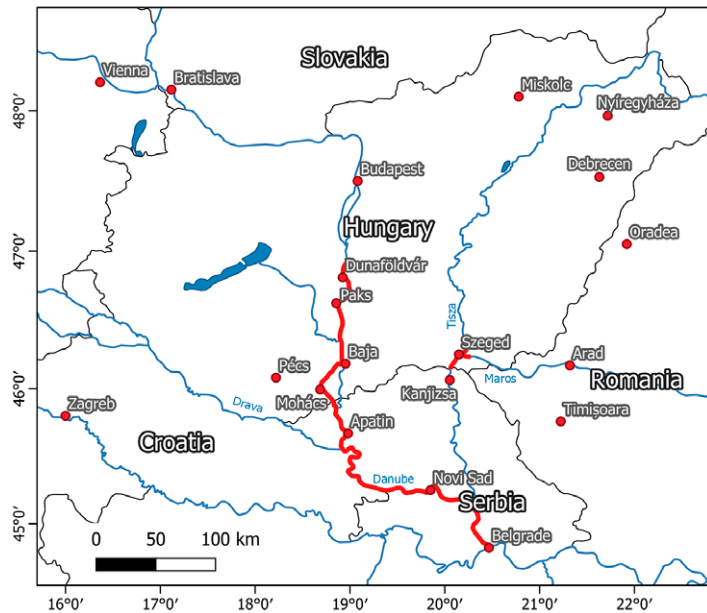 Slovakia
Vienna
Bratislava
Miskolc
48°0'
Nyíregyháza
Budapest
Debrecen
Hungary
Oradea
47°0'
Dunaföldvár
Paks
Tisza
Szeged
Baja
Arad
Pécs
Maros
Romania
46°0'
Mohács
Kanjizsa
Zagreb
Drava
Apatin
Timișoara
Croatia
Danube
Novi Sad
Serbia
45°0'
0 50 100 km
Belgrade
16°0' 17°0' 18°0' 19°0' 20°0' 21°0' 22°0'